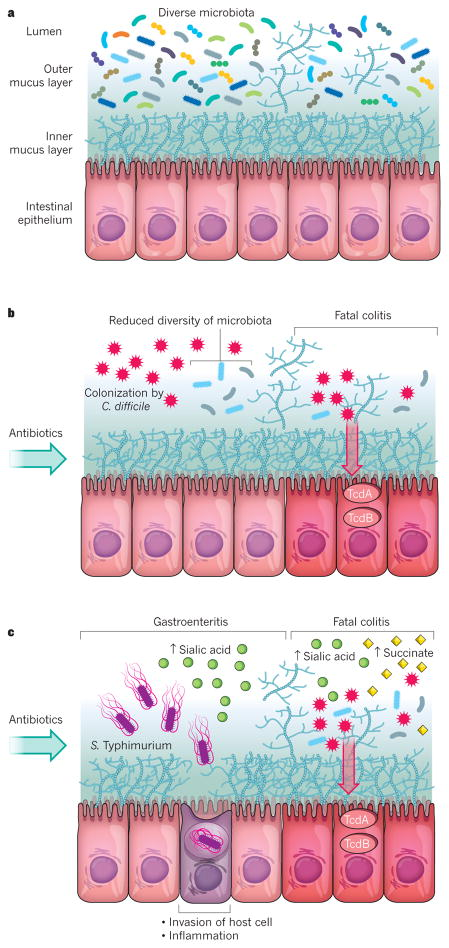 a
Diverse microbiota
Lumen
Outer
mucus layer
Inner
mucus layer
Intestinal
epithelium
b
Reduced diversity of microbiota
Fatal colitis
Colonization by
C. difficile
Antibiotics
TcdA
TcdB
c
Gastroenteritis
Fatal colitis
↑ Sialic acid
↑ Sialic acid
↑ Succinate
Antibiotics
S. Typhimurium
TcdA
TcdB
• Invasion of host cell
• Inflammation